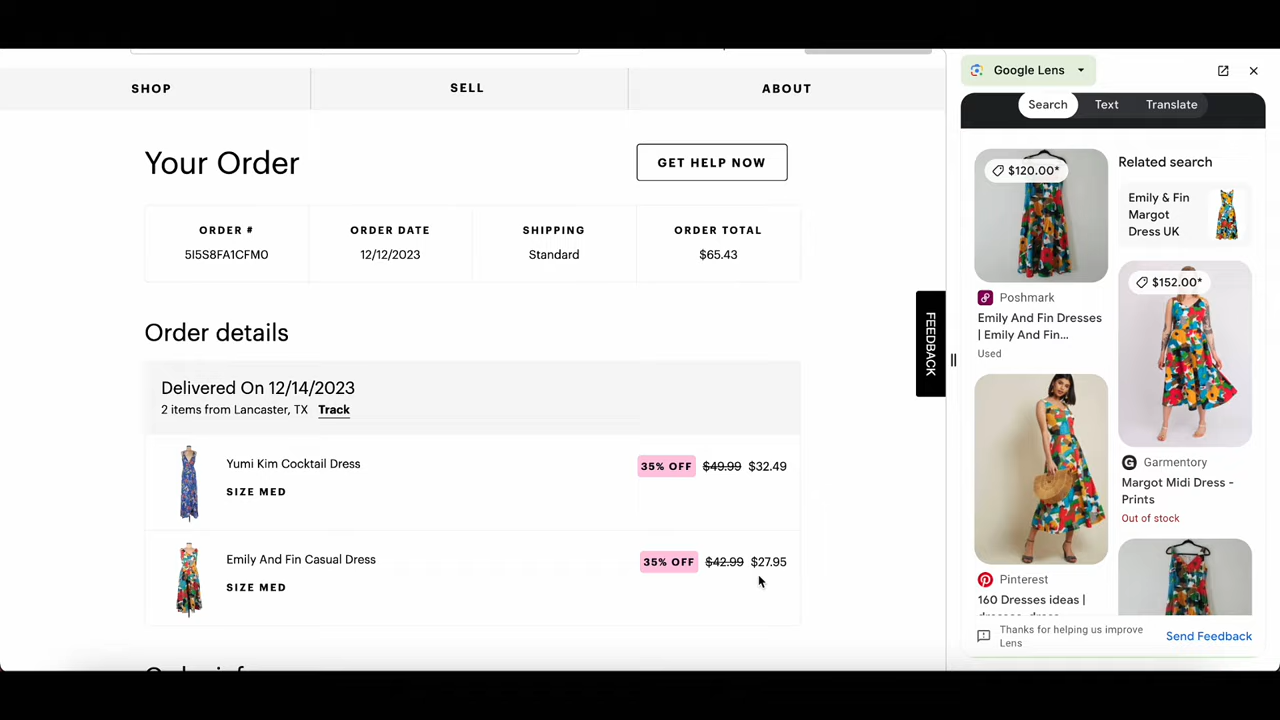 SHOP
SELL
ABOUT
Your Order
GET HELP NOW
ORDER #
5I5S8FA1CFM0
ORDER DATE
12/12/2023
SHIPPING
Standard
ORDER TOTAL
$65.43
Order details
Delivered On 12/14/2023
2 items from Lancaster, TX Track
Yumi Kim Cocktail Dress
SIZE MED
35% OFF $49.99 $32.49
Emily And Fin Casual Dress
SIZE MED
35% OFF $42.99 $27.95
FEEDBACK
Google Lens
Search
Text
Translate
$120.00*
Poshmark
Emily And Fin Dresses
| Emily And Fin...
Used
Pinterest
160 Dresses ideas |
Related search
Emily & Fin
Margot
Dress UK
$152.00*
Garmentory
Margot Midi Dress -
Prints
Out of stock
Thanks for helping us improve
Lens
Send Feedback